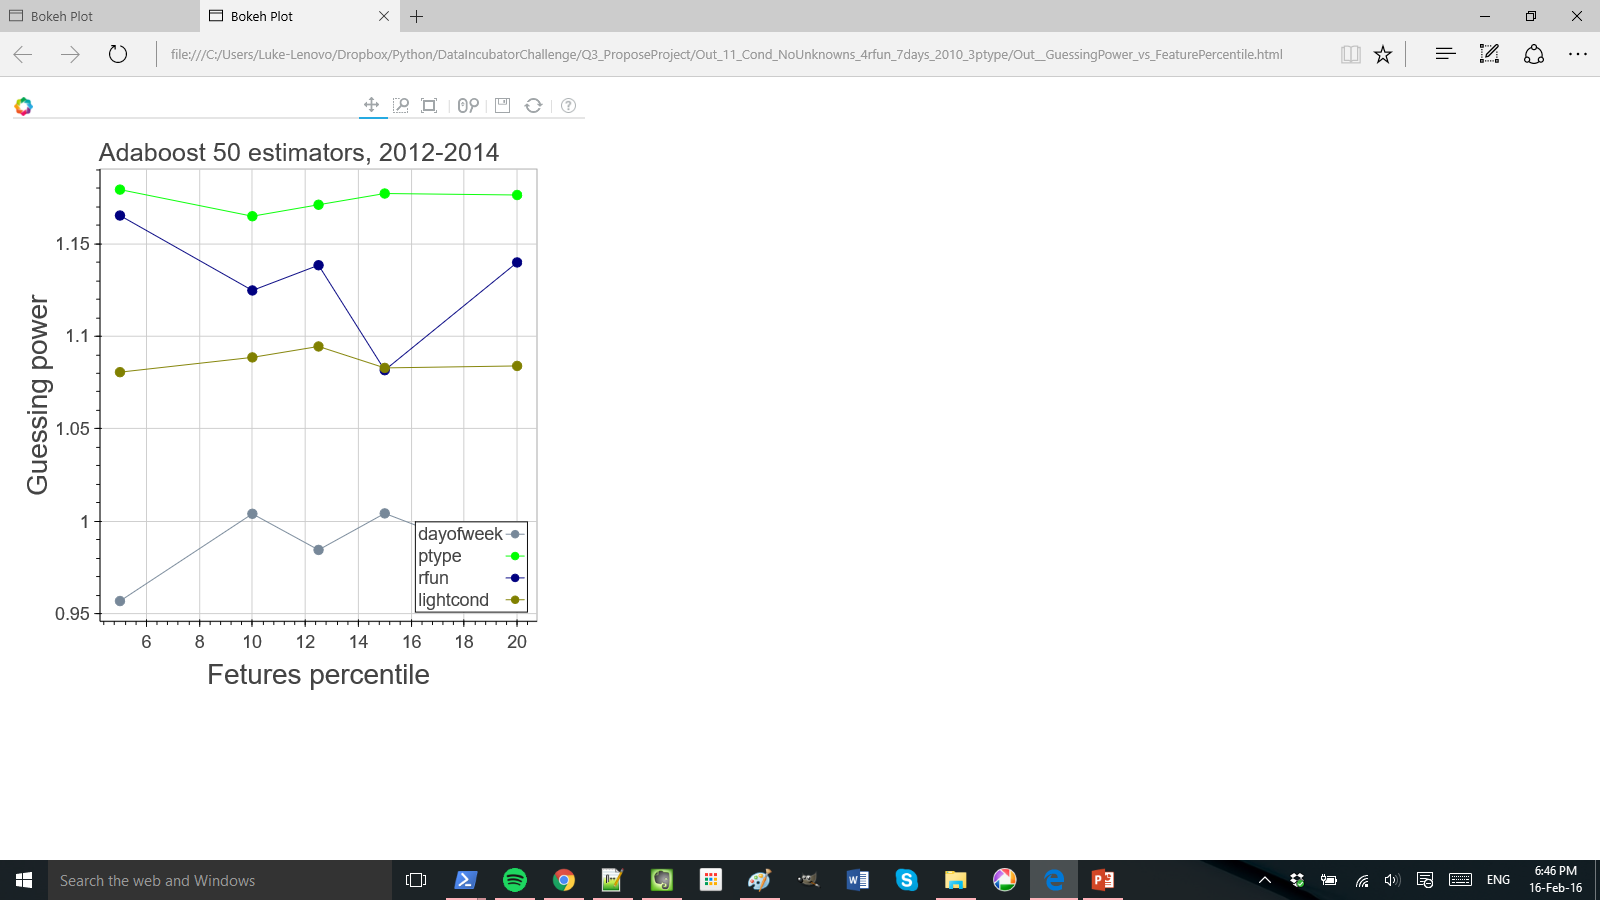 Bokeh Plot
Bokeh Plot
file:///C:/Users/Luke-Lenovo/Dropbox/Python/DataIncubatorChallenge/Q3_ProposeProject/Out_11_Cond_NoUnknowns_4rfun_7days_2010_3ptype/Out__GuessingPower_vs_FeaturePercentile.html
Adaboost 50 estimators, 2012-2014
Guessing power
1.15
1.1
1.05
1
0.95
dayofweek
ptype
rfun
lightcond
6 8 10 12 14 16 18 20
Fetures percentile
Search the web and Windows
ENG
6:46 PM
16-Feb-16